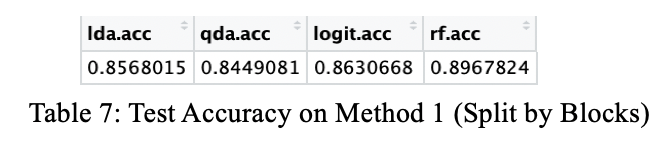 lda.acc qda.acc logit.acc rf.acc
0.8568015 0.8449081 0.8630668 0.8967824
Table 7: Test Accuracy on Method 1 (Split by Blocks)